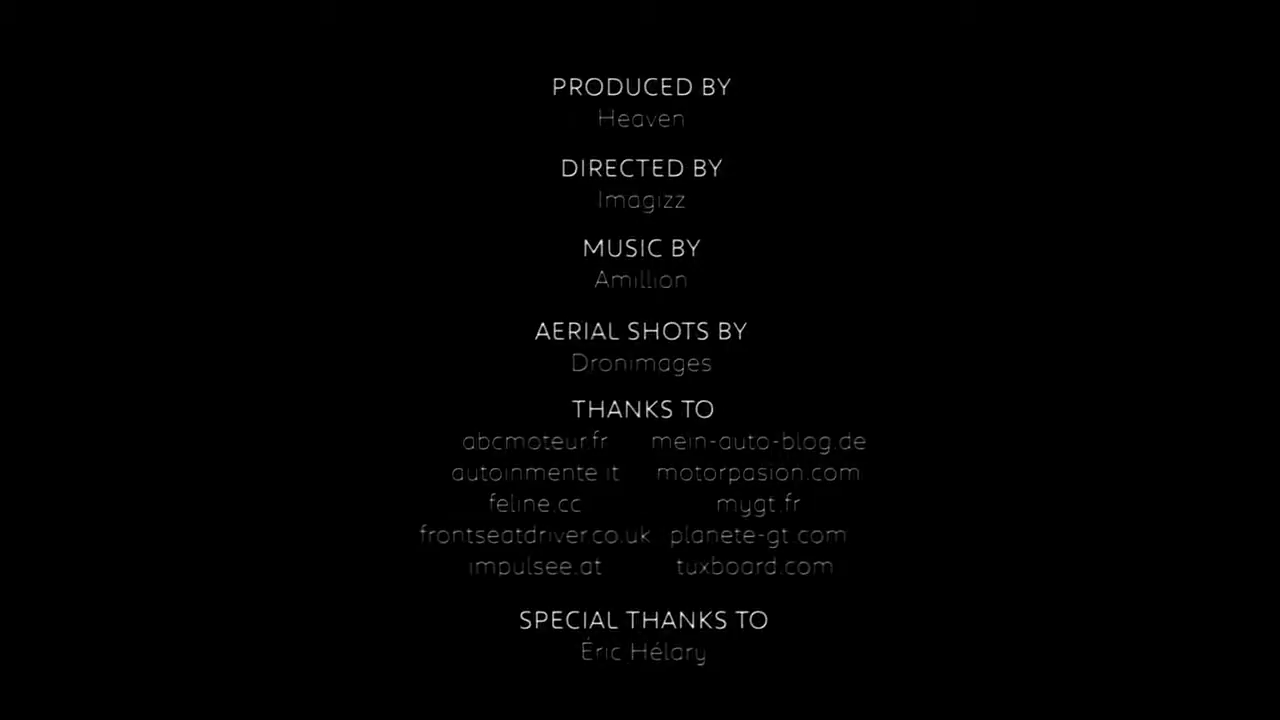 PRODUCED BY
Heaven
DIRECTED BY
Imagizz
MUSIC BY
Amillion
AERIAL SHOTS BY
Dronimages
THANKS TO
abcmoteur.fr mein-auto-blog.de
autoinmente.it motorpasion.com
feline.cc mygt.fr
frontseatdriver.co.uk planete-gt.com
impulsee.at tuxboard.com
SPECIAL THANKS TO
Éric Hélary